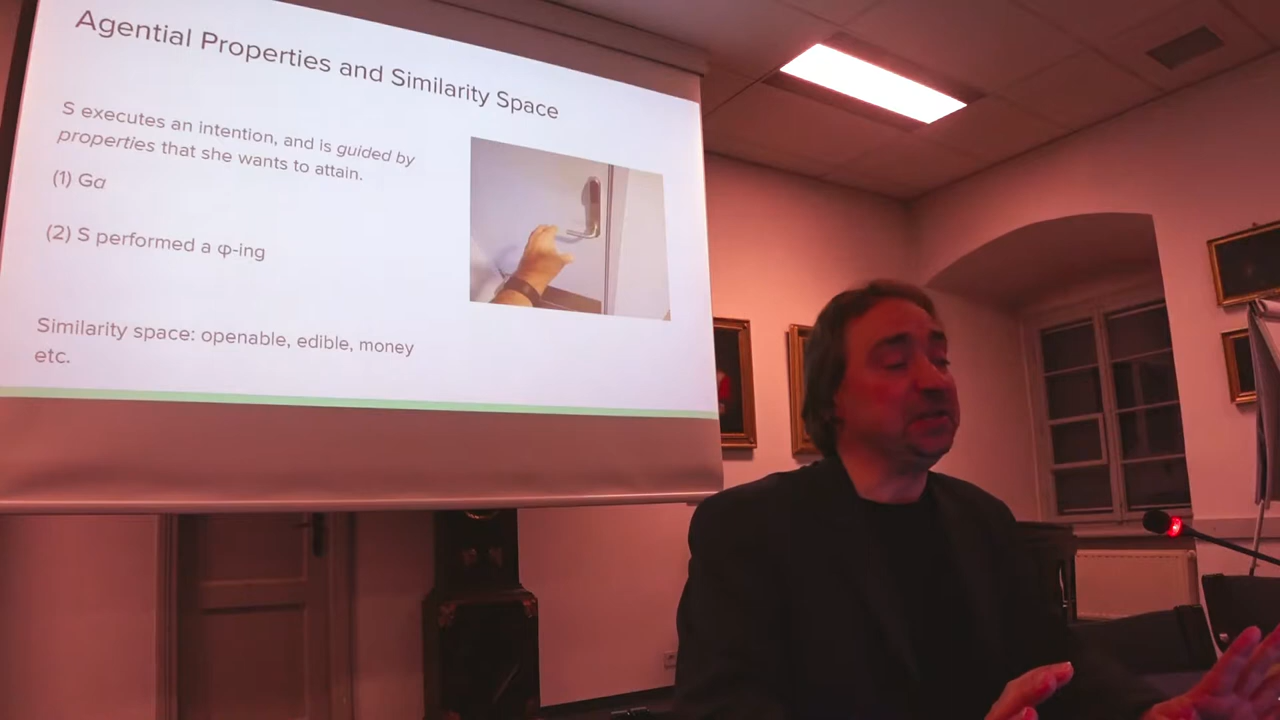 Agential Properties and Similarity Space
S executes an intention, and is guided by
properties that she wants to attain.
(1) Gα
(2) S performed a φ-ing
Similarity space: openable, edible, money
etc.